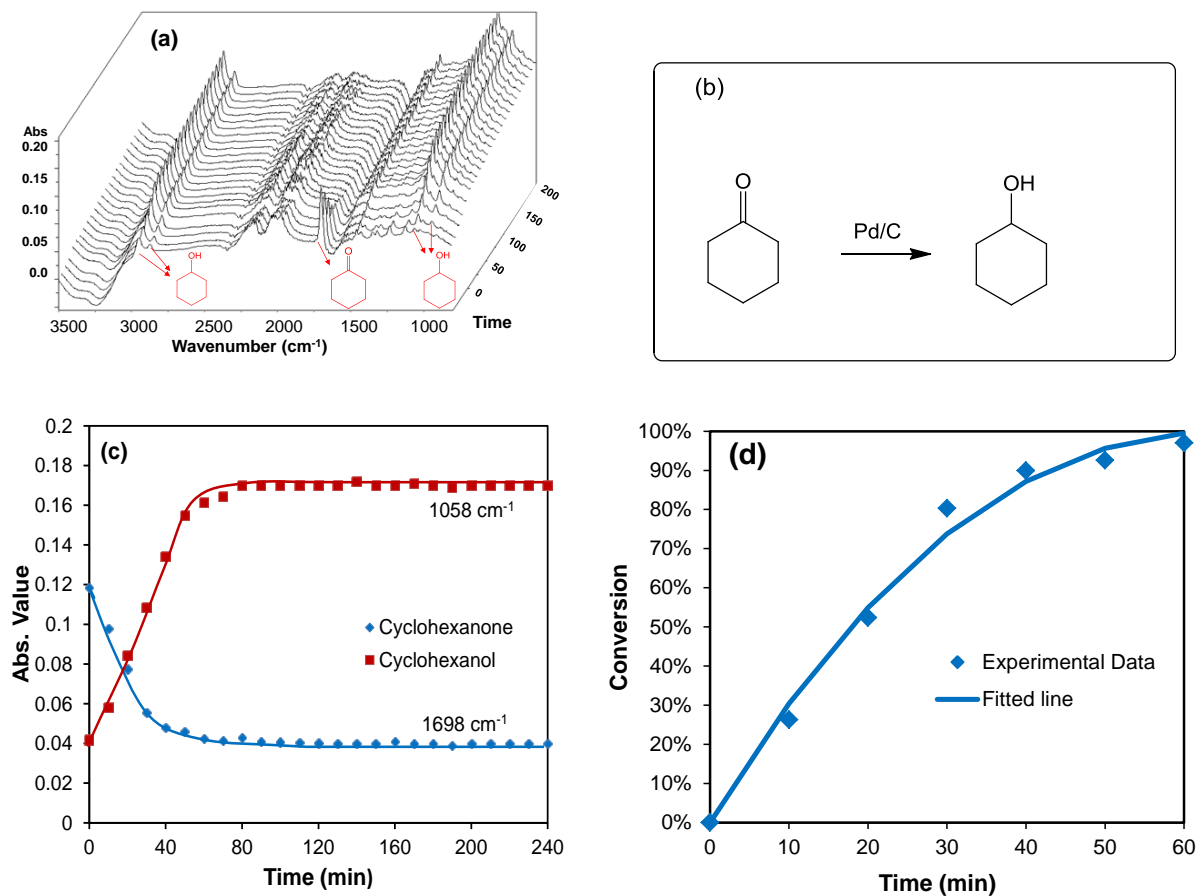 (a)
Abs
0.20
0.15
0.10
0.05
0.0
OH
O
OH
200
150
100
50
0
Time
3500 3000 2500 2000 1500 1000
Wavenumber (cm-1)
(b)
O
Pd/C
OH
(c)
0.2
0.18
0.16
0.14
0.12
0.1
0.08
0.06
0.04
0.02
0
Abs. Value
1058 cm-1
Cyclohexanone
Cyclohexanol
1698 cm-1
0 40 80 120 160 200 240
Time (min)
(d)
100%
90%
80%
70%
60%
50%
40%
30%
20%
10%
0%
Conversion
Experimental Data
Fitted line
0 10 20 30 40 50 60
Time (min)